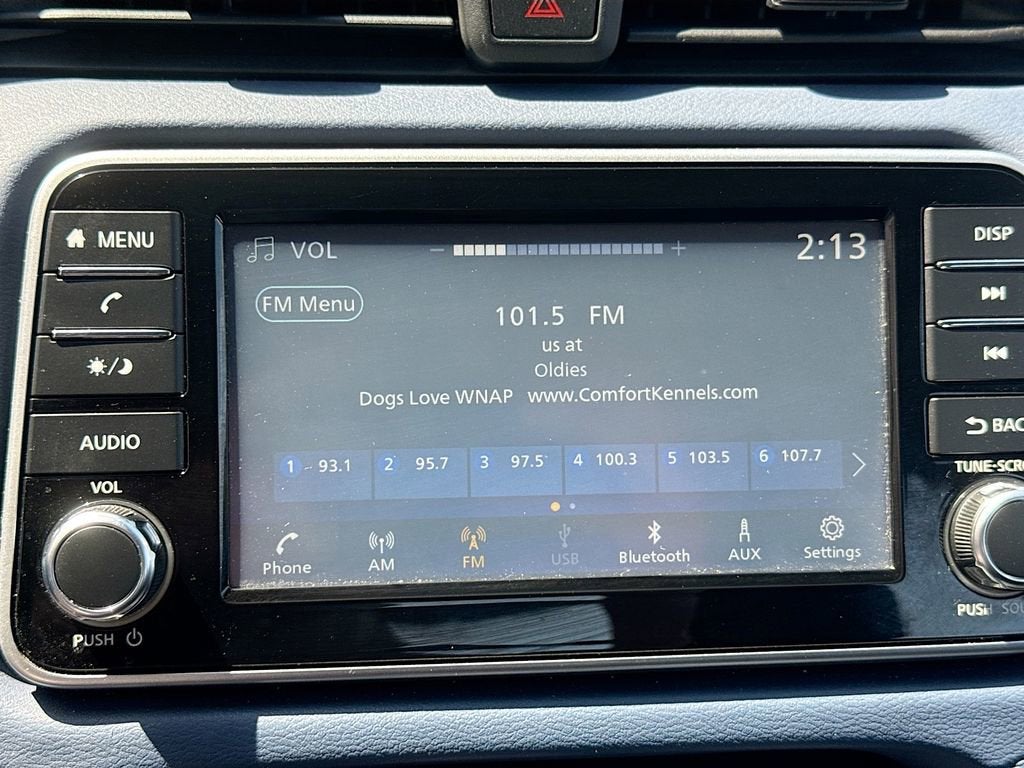 MENU
AUDIO
VOL
PUSH
VOL
2:13
FM Menu
101.5 FM
us at
Oldies
Dogs Love WNAP www.ComfortKennels.com
1 93.1 2 95.7 3 97.5 4 100.3 5 103.5 6 107.7
Phone AM FM USB Bluetooth AUX Settings
DISP
BAC
TUNE-SCRO
PUSH SOU